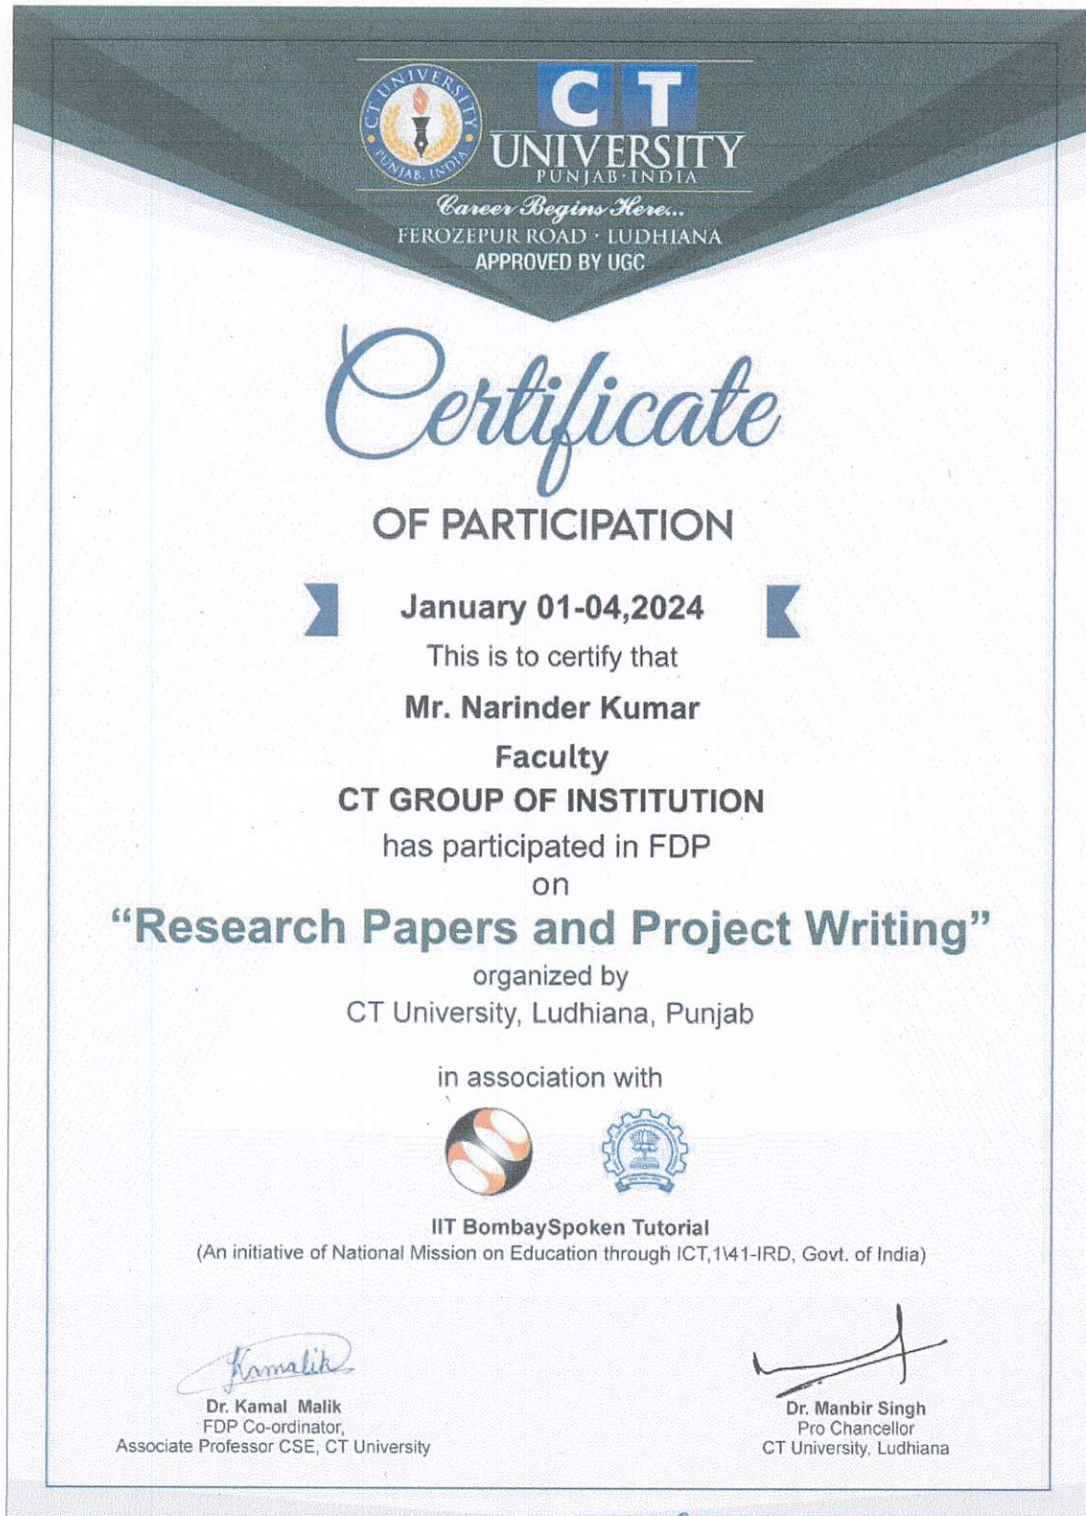 CT UNIVERSITY
PUNJAB, INDIA
CT
UNIVERSITY
PUNJAB·INDIA
Career Begins Here...
FEROZEPUR ROAD · LUDHIANA
APPROVED BY UGC
Certificate
OF PARTICIPATION
January 01-04,2024
This is to certify that
Mr. Narinder Kumar
Faculty
CT GROUP OF INSTITUTION
has participated in FDP
on
“Research Papers and Project Writing”
organized by
CT University, Ludhiana, Punjab
in association with
IIT BombaySpoken Tutorial
(An initiative of National Mission on Education through ICT,1\41-IRD, Govt. of India)
Kamalik
Dr. Kamal Malik
FDP Co-ordinator,
Associate Professor CSE, CT University
Dr. Manbir Singh
Pro Chancellor
CT University, Ludhiana